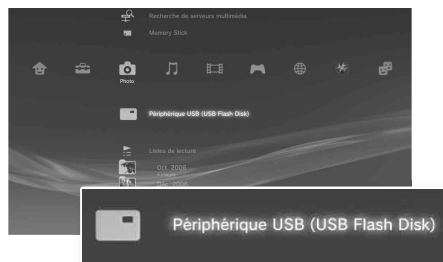 Recherche de serveurs multimédia
Memory Stick
Photo
Périphérique USB (USB Flash Disk)
Listes de lecture
Oct. 2006
Déc. 2006
Périphérique USB (USB Flash Disk)